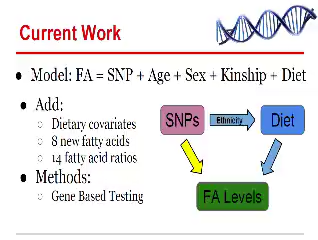 Current Work
● Model: FA = SNP + Age + Sex + Kinship + Diet
● Add:
○ Dietary covariates
○ 8 new fatty acids
○ 14 fatty acid ratios
● Methods:
○ Gene Based Testing
SNPs
Ethnicity
Diet
FA Levels